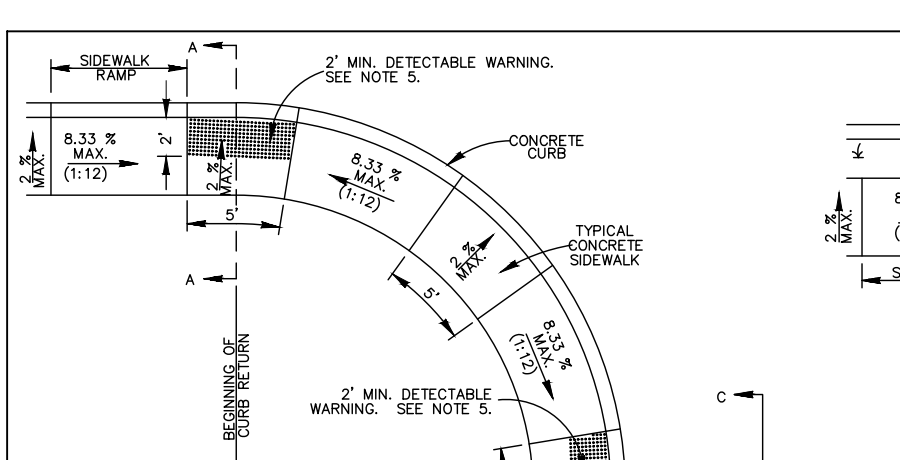 A
SIDEWALK
RAMP
2' MIN. DETECTABLE WARNING.
SEE NOTE 5.
8.33 %
MAX.
(1:12)
2 %
MAX.
2'
2 %
MAX.
5'
8.33 %
MAX.
(1:12)
CONCRETE
CURB
2 %
MAX.
TYPICAL
CONCRETE
SIDEWALK
A
5'
8.33 %
MAX.
(1:12)
BEGINNING OF
CURB RETURN
2' MIN. DETECTABLE
WARNING. SEE NOTE 5.
C
2 %
MAX.
8
(
S